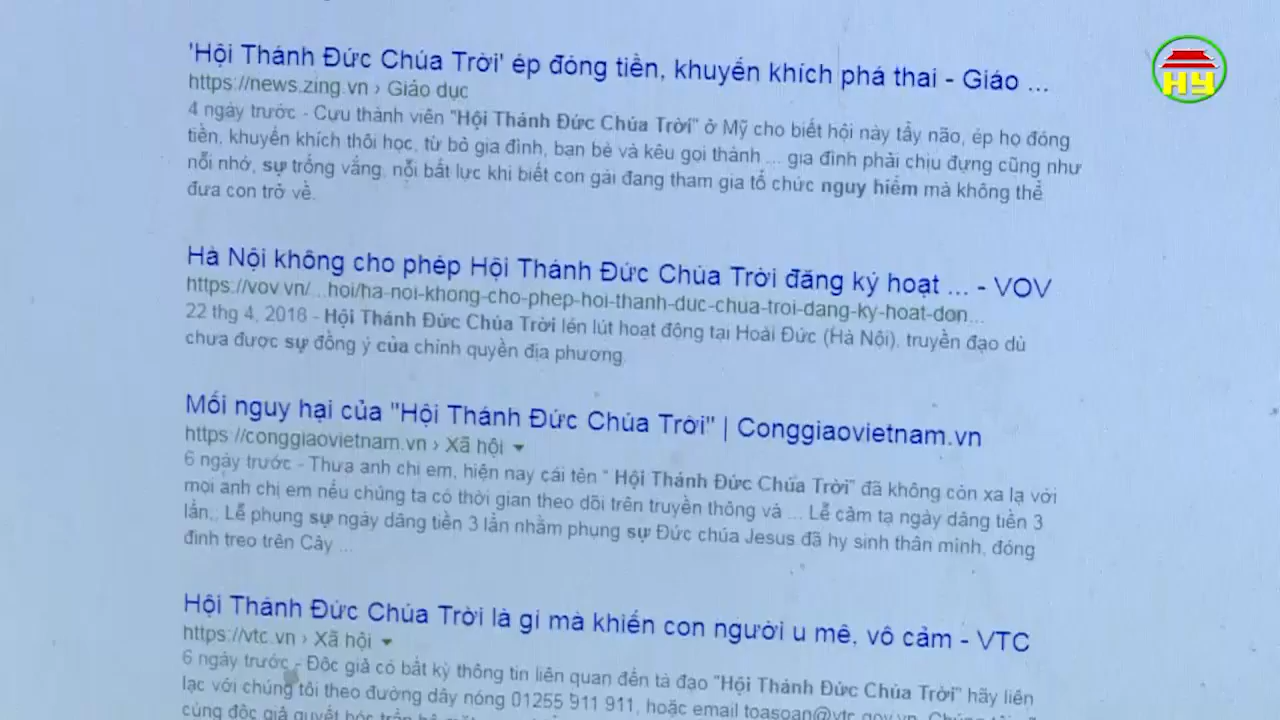 'Hội Thánh Đức Chúa Trời' ép đóng tiền, khuyến khích phá thai - Giáo ...
https://news.zing.vn › Giáo dục
4 ngày trước - Cựu thành viên "Hội Thánh Đức Chúa Trời" ở Mỹ cho biết hội này tẩy não, ép họ đóng
tiền, khuyến khích thôi học, từ bỏ gia đình, bạn bè và kêu gọi thành ... gia đình phải chịu đựng cũng như
nỗi nhớ, sự trống vắng, nỗi bất lực khi biết con gái đang tham gia tổ chức nguy hiểm mà không thể
đưa con trở về.
Hà Nội không cho phép Hội Thánh Đức Chúa Trời đăng ký hoạt ... - VOV
https://vov.vn/...hoi/ha-noi-khong-cho-phep-hoi-thanh-duc-chua-troi-dang-ky-hoat-don...
22 thg 4, 2018 - Hội Thánh Đức Chúa Trời lén lút hoạt động tại Hoài Đức (Hà Nội), truyền đạo dù
chưa được sự đồng ý của chính quyền địa phương.
Mối nguy hại của "Hội Thánh Đức Chúa Trời" | Conggiaovietnam.vn
https://conggiaovietnam.vn › Xã hội
6 ngày trước - Thưa anh chị em, hiện nay cái tên " Hội Thánh Đức Chúa Trời" đã không còn xa lạ với
mọi anh chị em nếu chúng ta có thời gian theo dõi trên truyền thông và ... Lễ cảm tạ ngày dâng tiền 3
lần,; Lễ phụng sự ngày dâng tiền 3 lần nhằm phụng sự Đức chúa Jesus đã hy sinh thân mình, đóng
đinh treo trên Cây ...
Hội Thánh Đức Chúa Trời là gì mà khiến con người u mê, vô cảm - VTC
https://vtc.vn › Xã hội
6 ngày trước - Độc giả có bất kỳ thông tin liên quan đến tà đạo "Hội Thánh Đức Chúa Trời" hãy liên
lạc với chúng tôi theo đường dây nóng 01255 911 911, hoặc email toasoan@vtc.gov.vn. Chúng tôi
cùng độc giả quyết bóc trần
HY